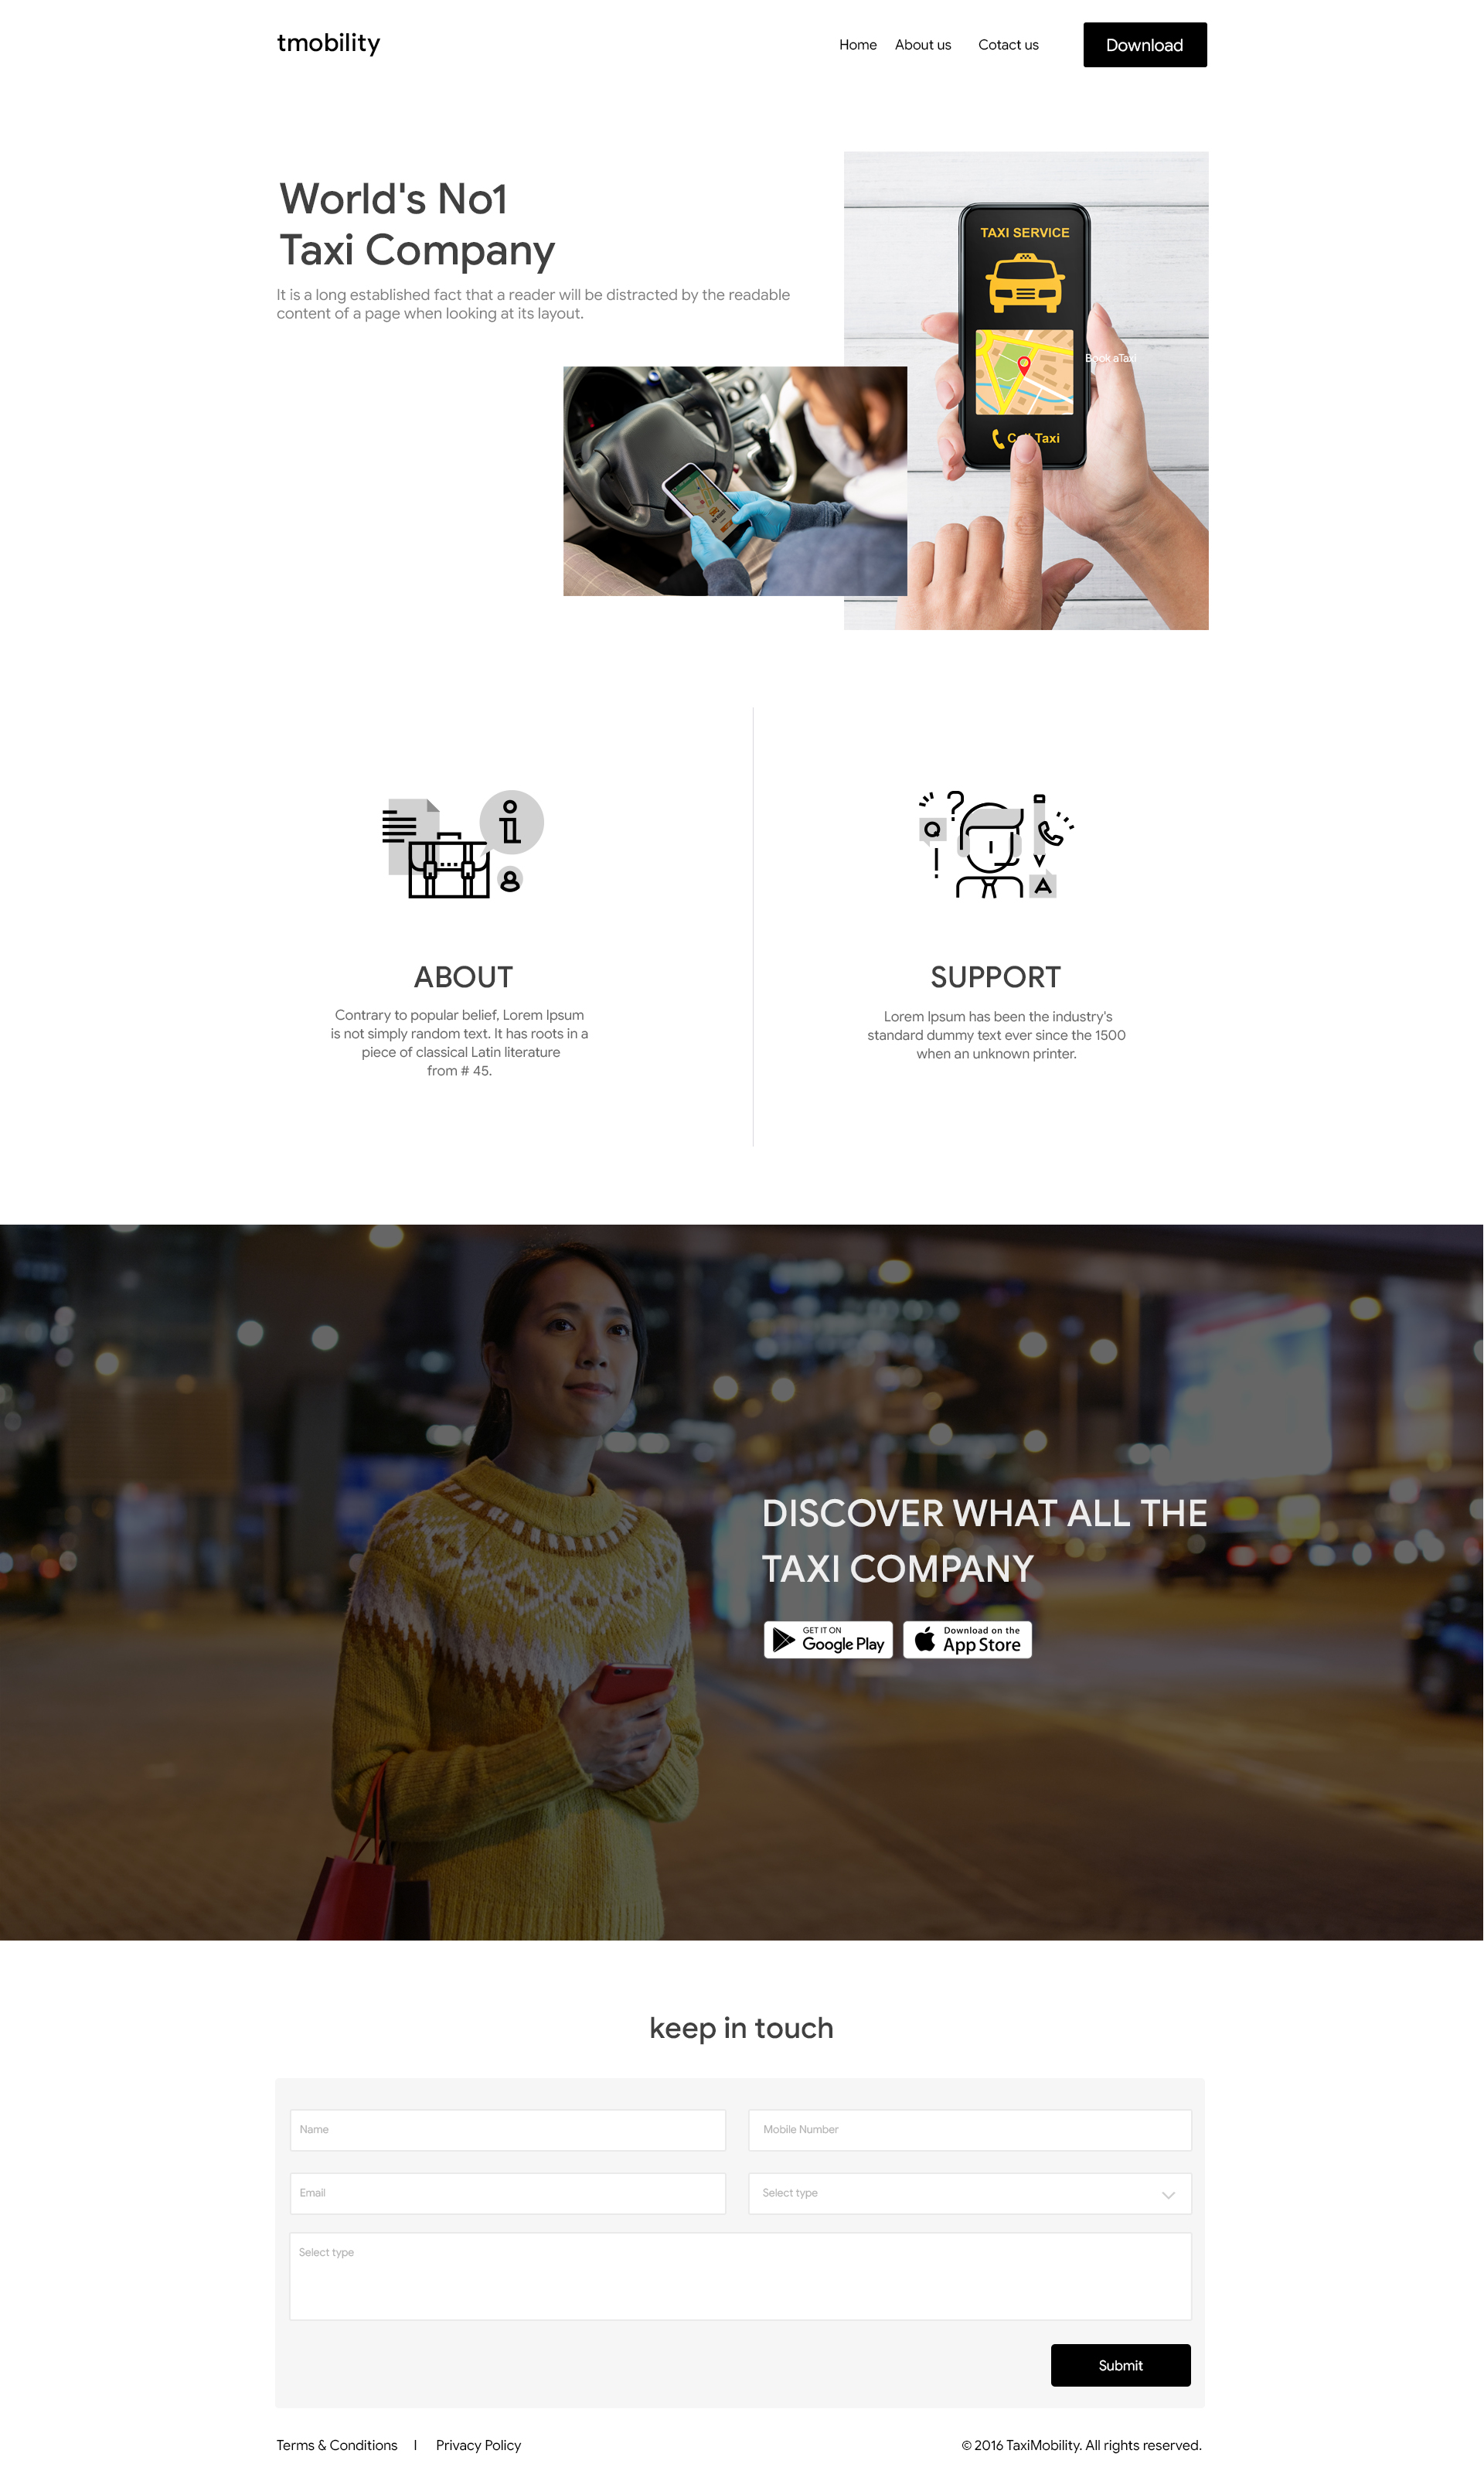 tmobility
Home
About us
Cotact us
Download
World's No1
Taxi Company
It is a long established fact that a reader will be distracted by the readable
content of a page when looking at its layout.
TAXI SERVICE
Book aTaxi
Taxi
Q
A
ABOUT
Contrary to popular belief, Lorem Ipsum
is not simply random text. It has roots in a
piece of classical Latin literature
from # 45.
SUPPORT
Lorem Ipsum has been the industry's
standard dummy text ever since the 1500
when an unknown printer.
DISCOVER WHAT ALL THE
TAXI COMPANY
GET IT ON
Google Play
Download on the
App Store
keep in touch
Name
Mobile Number
Email
Select type
Select type
Submit
Terms & Conditions | Privacy Policy
© 2016 TaxiMobility. All rights reserved.